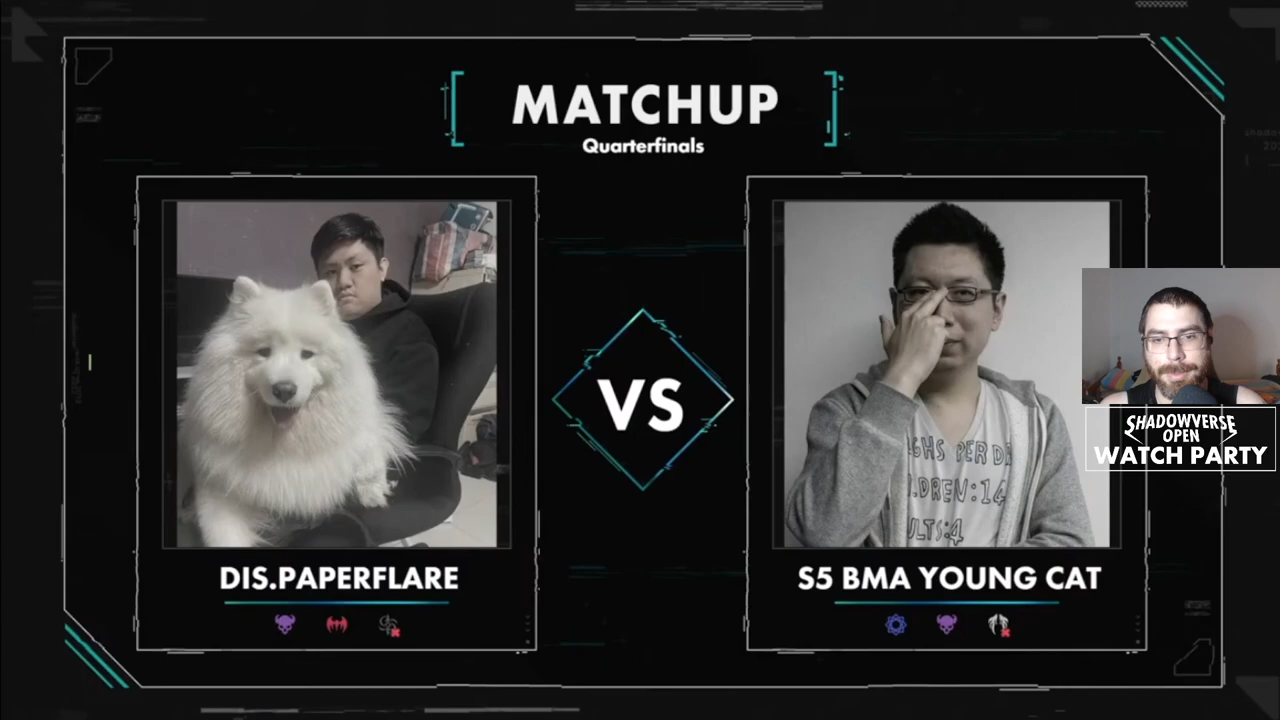 MATCHUP
Quarterfinals
VS
DIS.PAPERFLARE
S5 BMA YOUNG CAT
SHADOWVERSE
OPEN
WATCH PARTY